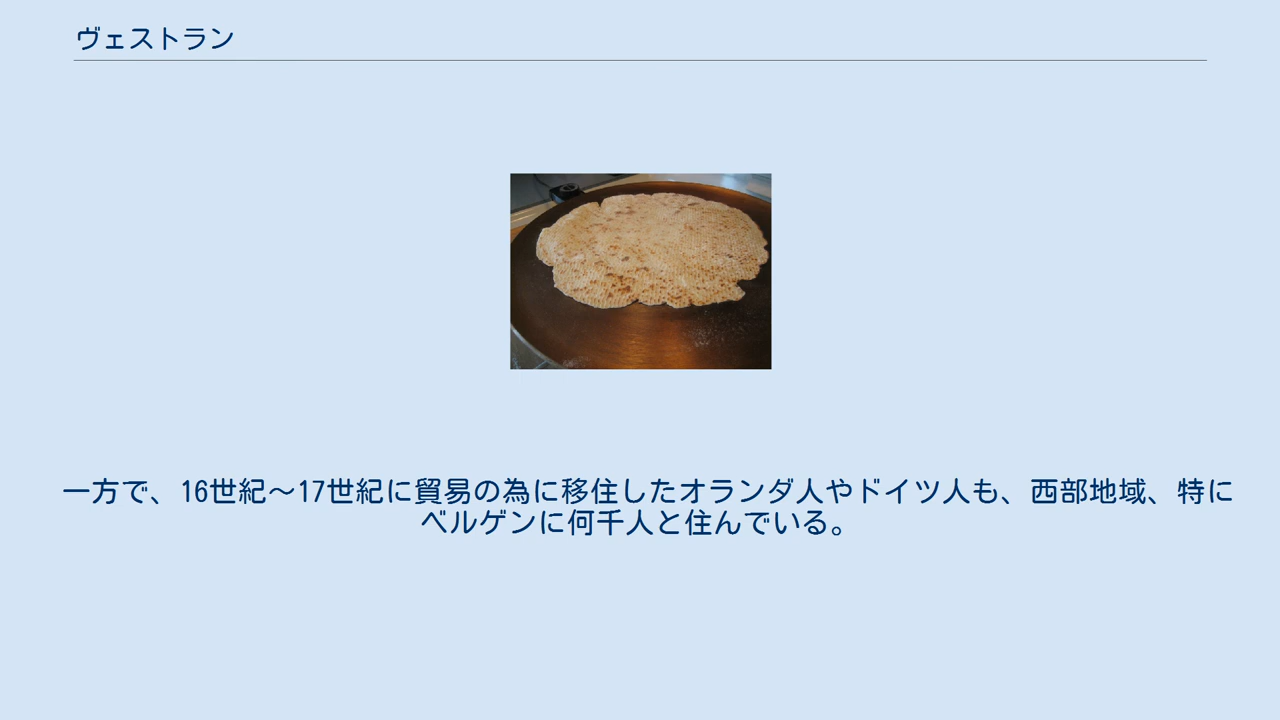 ヴェストラン
一方で、16世紀～17世紀に貿易の為に移住したオランダ人やドイツ人も、西部地域、特に
ベルゲンに何千人と住んでいる。